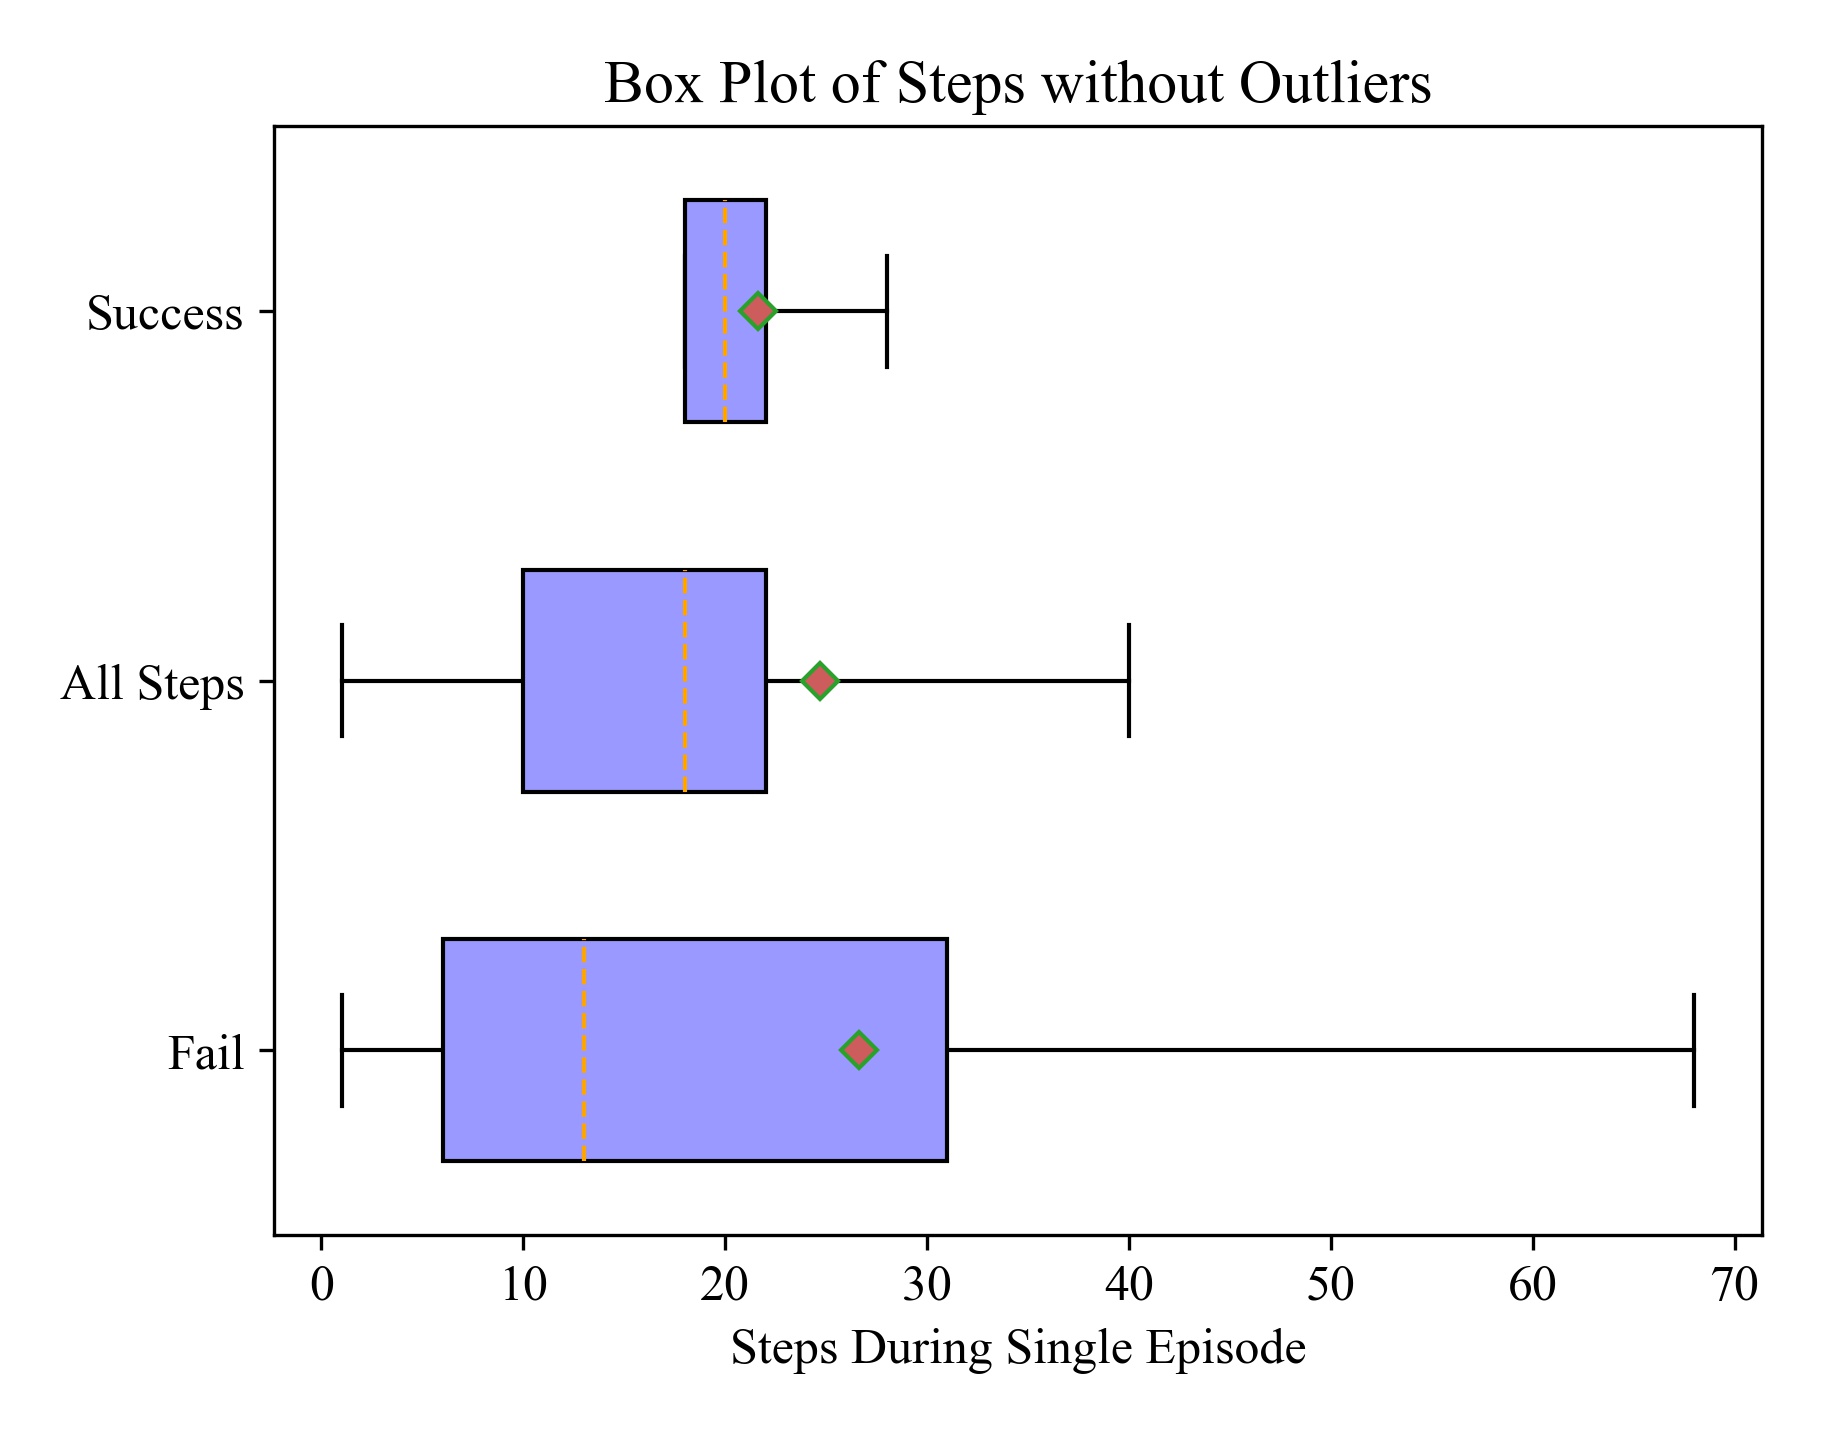 Box Plot of Steps without Outliers
Success
All Steps
Fail
0 10 20 30 40 50 60 70
Steps During Single Episode